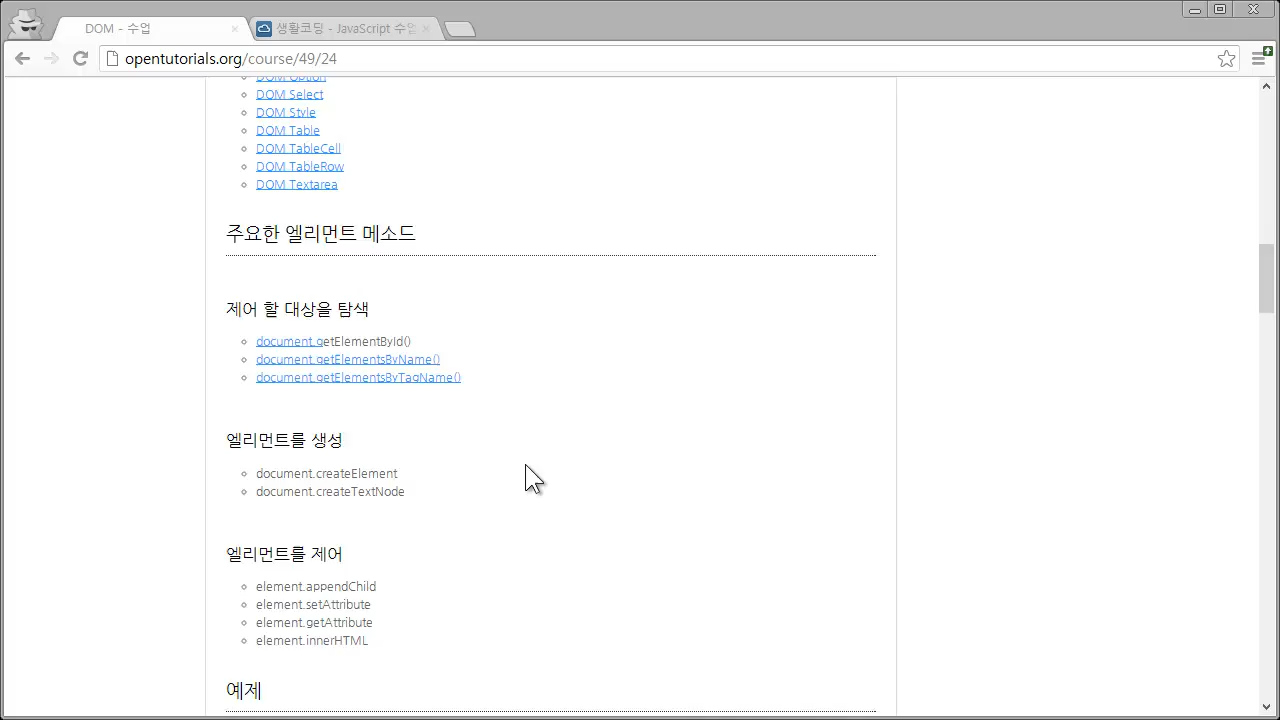 DOM - 수업
생활코딩 - JavaScript 수업
opentutorials.org/course/49/24
DOM Option
DOM Select
DOM Style
DOM Table
DOM TableCell
DOM TableRow
DOM Textarea
주요한 엘리먼트 메소드
제어 할 대상을 탐색
document.getElementById()
document.getElementsByName()
document.getElementsByTagName()
엘리먼트를 생성
document.createElement
document.createTextNode
엘리먼트를 제어
element.appendChild
element.setAttribute
element.getAttribute
element.innerHTML
예제